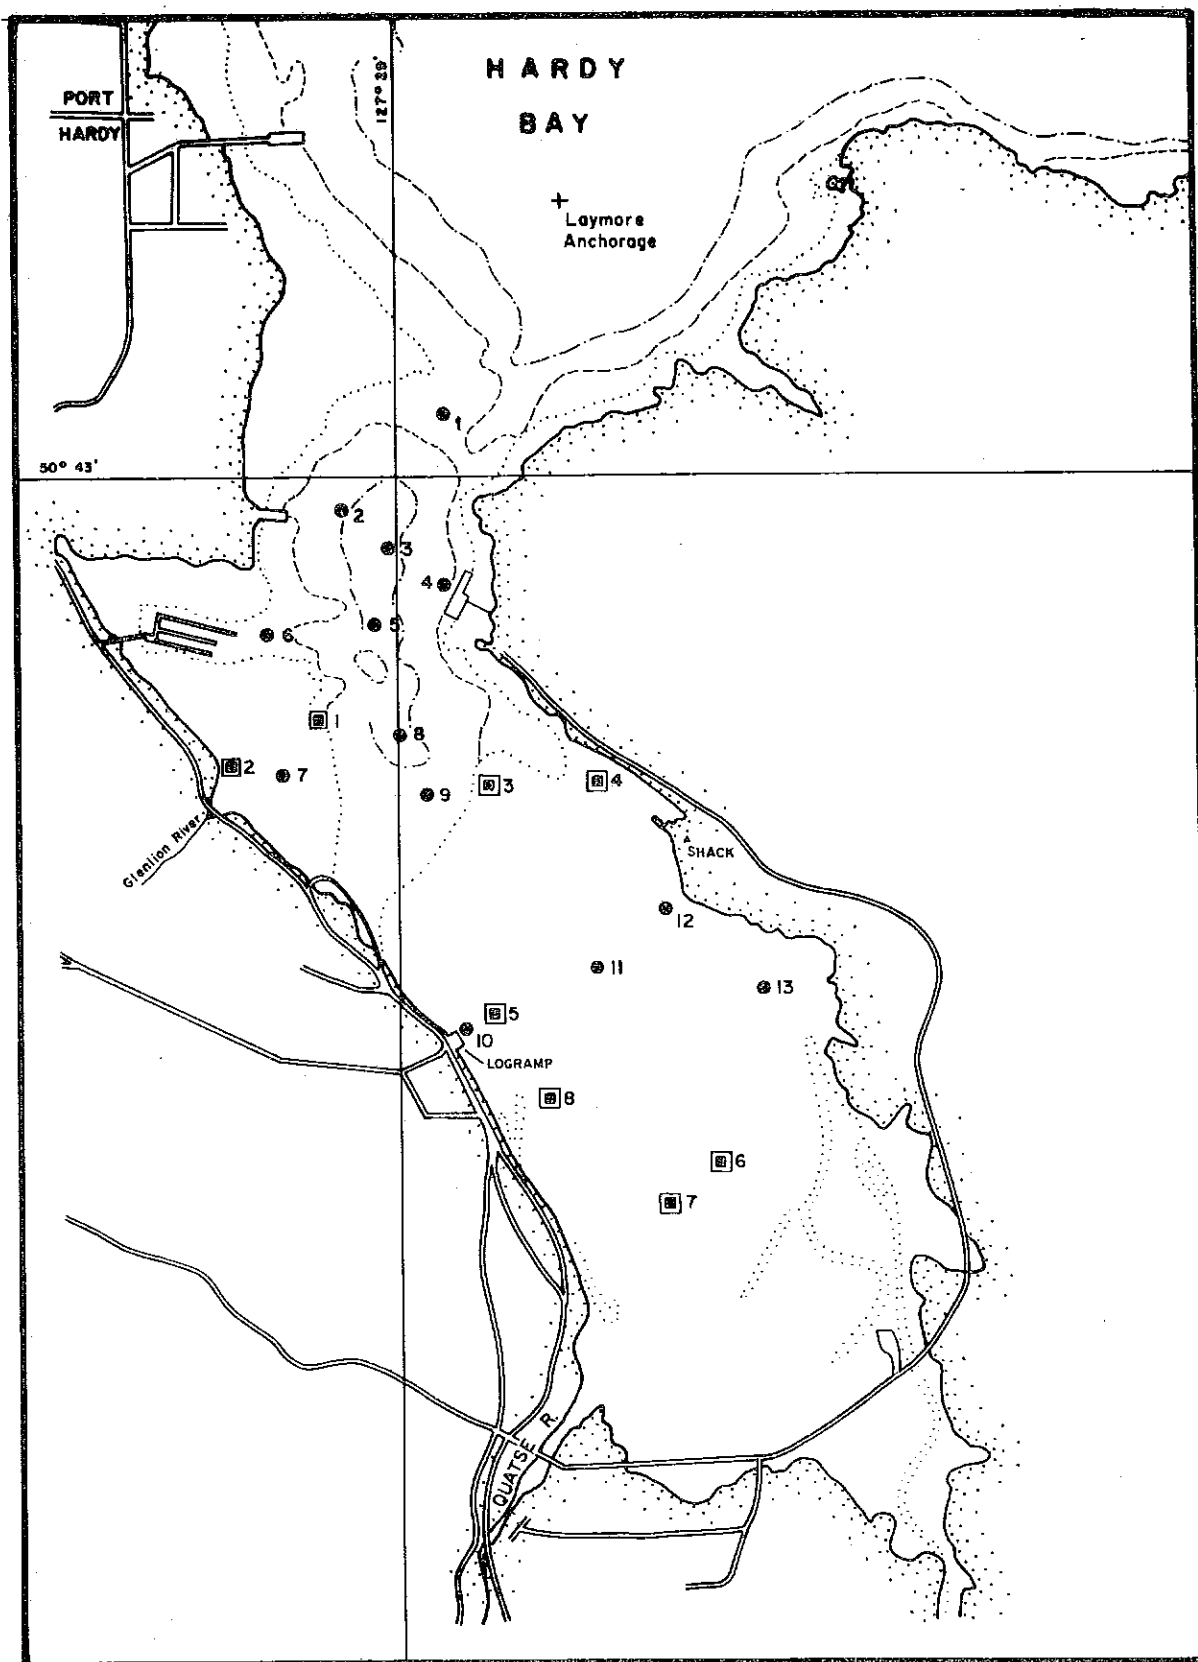 HARDY
BAY
PORT
HARDY
127° 29'
Laymore
Anchorage
1
50° 43'
2
3
4
5
6
1
8
2
7
3
4
9
Glenlion River
SHACK
12
11
13
5
10
LOGRAMP
8
6
7
QUATSE R.